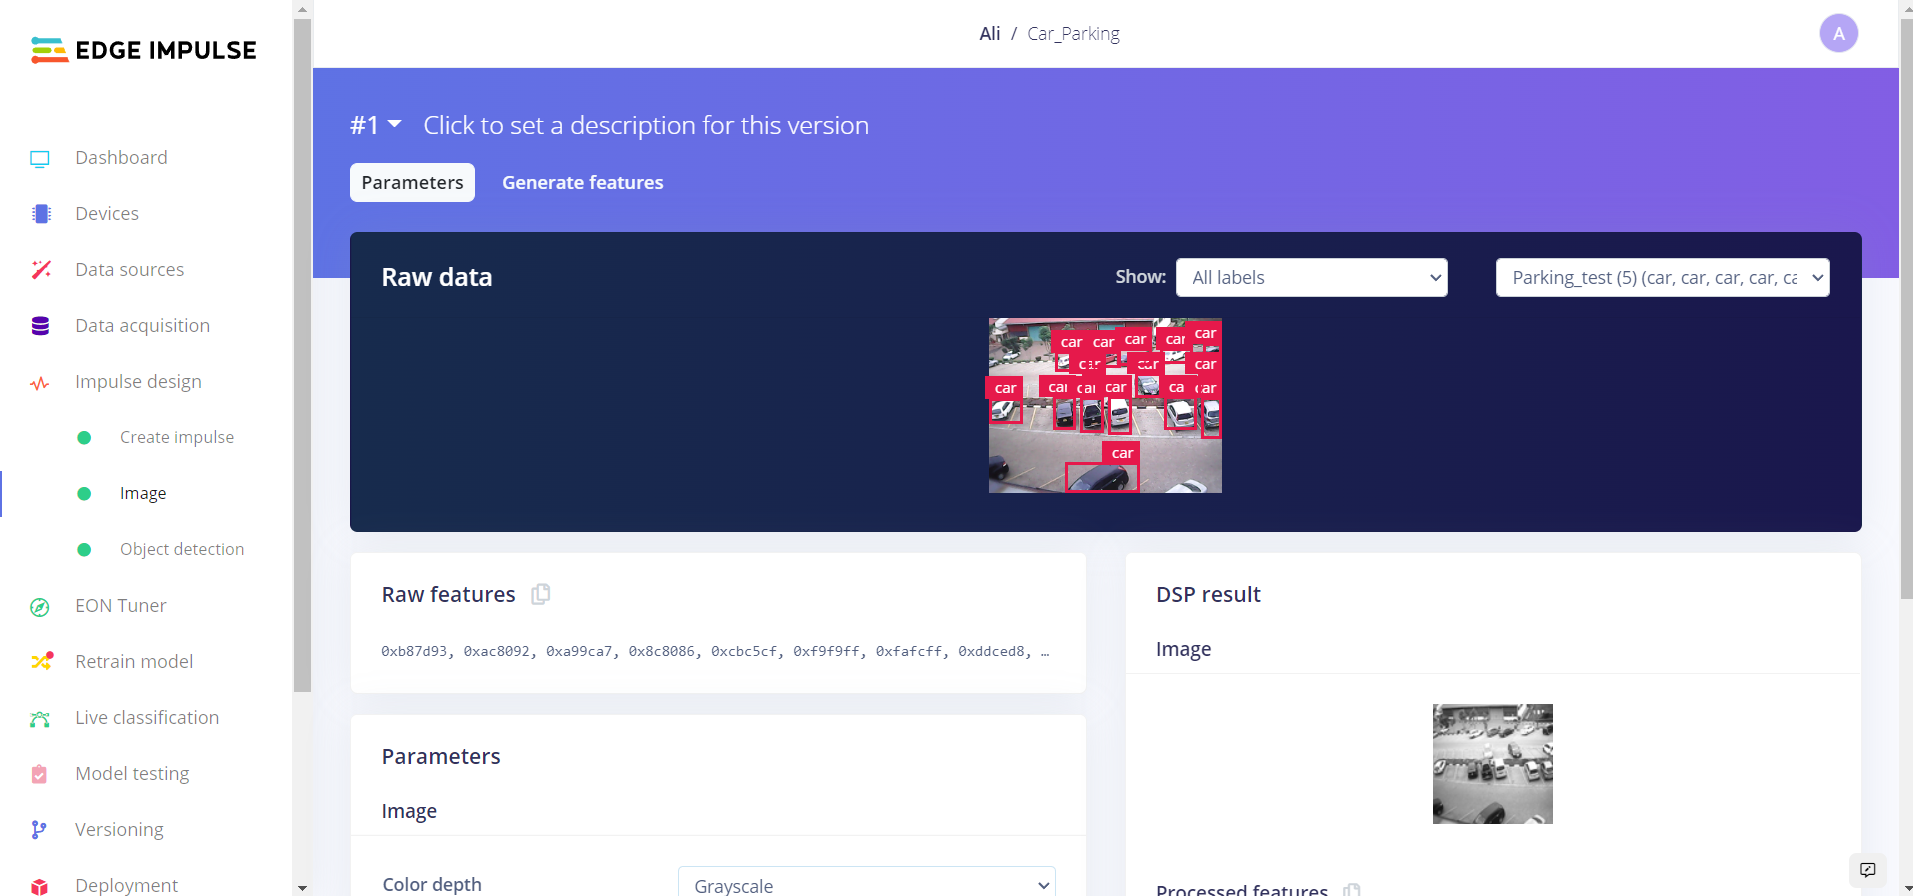 EDGE IMPULSE
Ali / Car_Parking
A
Dashboard
Devices
Data sources
Data acquisition
Impulse design
Create impulse
Image
Object detection
EON Tuner
Retrain model
Live classification
Model testing
Versioning
Deployment
#1 Click to set a description for this version
Parameters Generate features
Raw data
Show: All labels
Parking_test (5) (car, car, car, car, ca
car car car car car
car car car
car car car car ca car
car
Raw features
0xb87d93, 0xac8092, 0xa99ca7, 0x8c8086, 0xcbc5cf, 0xf9f9ff, 0xfafcff, 0xddced8, …
Parameters
Image
Color depth Grayscale
DSP result
Image
Processed features